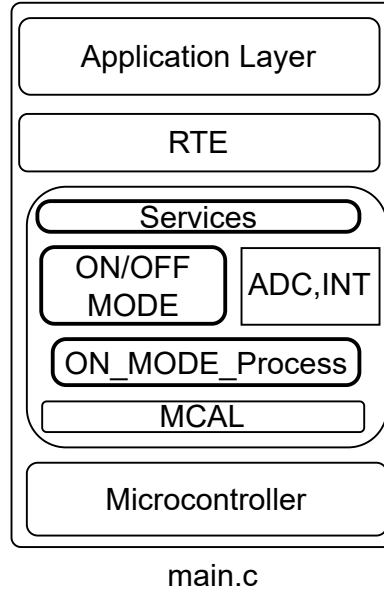 Application Layer
RTE
Services
ON/OFF
MODE
ADC,INT
ON_MODE_Process
MCAL
Microcontroller
main.c